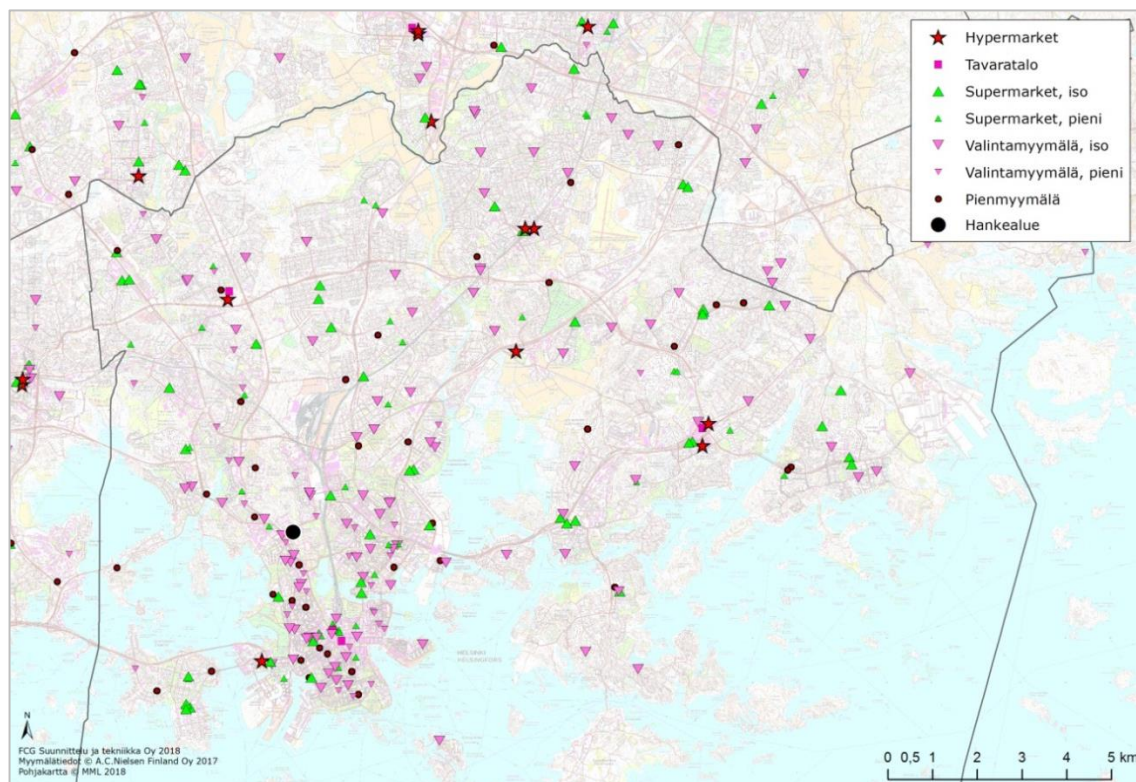 Hypermarket
Tavaratalo
Supermarket, iso
Supermarket, pieni
Valintamyymälä, iso
Valintamyymälä, pieni
Pienmyymälä
Hankealue
HELSINKI
HELSINGFORS
N
FCG Suunnittelu ja tekniikka Oy 2018
Myymälätiedot © A.C.Nielsen Finland Oy 2017
Pohjakartta © MML 2018
0 0,5 1 2 3 4 5 km